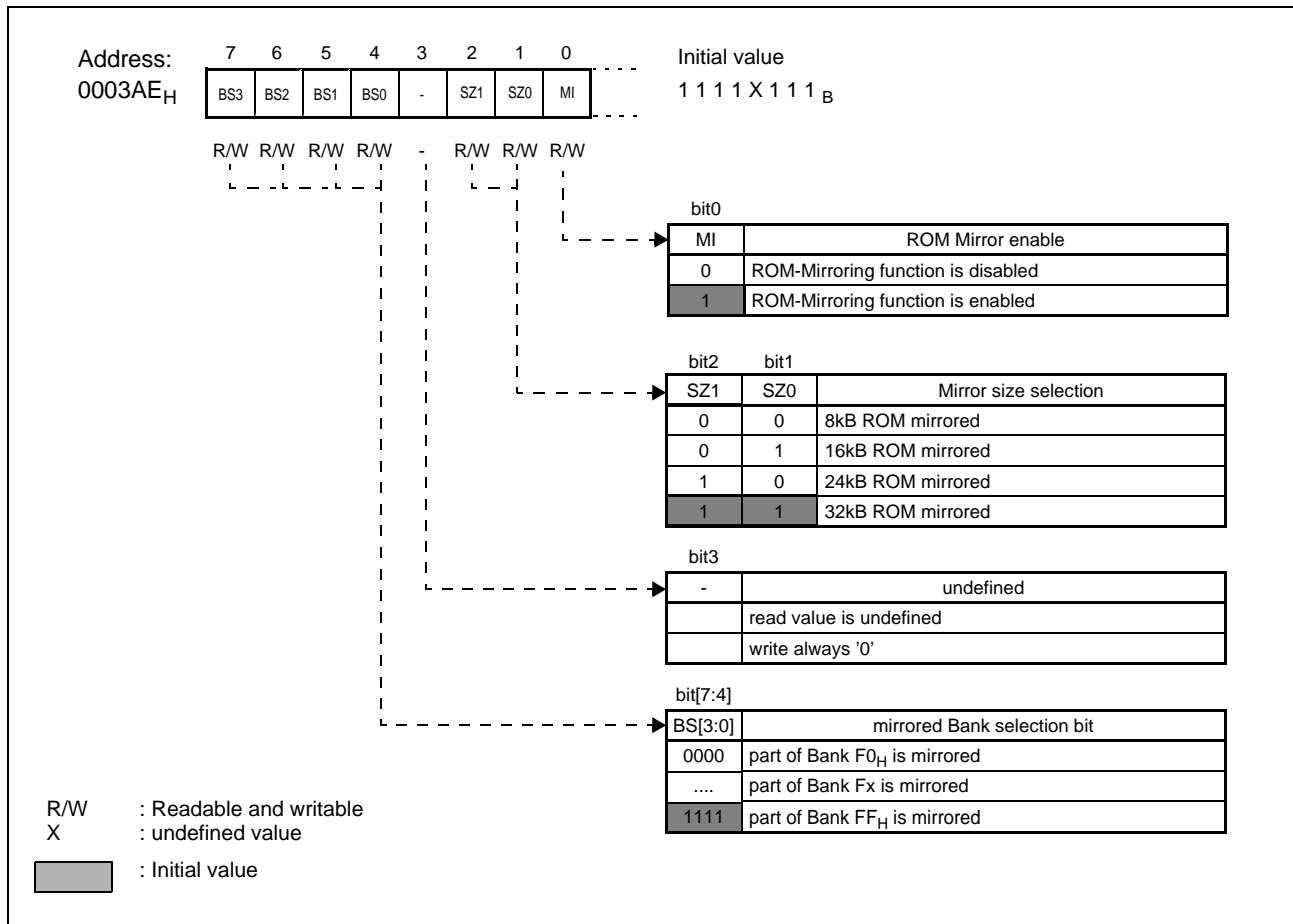 Address:
0003AEH
7 6 5 4 3 2 1 0
BS3 BS2 BS1 BS0 - SZ1 SZ0 MI
Initial value
1 1 1 1 X 1 1 1 B
R/W R/W R/W R/W - R/W R/W R/W
bit0
MI ROM Mirror enable
0 ROM-Mirroring function is disabled
1 ROM-Mirroring function is enabled
bit2 bit1
SZ1 SZ0 Mirror size selection
0 0 8kB ROM mirrored
0 1 16kB ROM mirrored
1 0 24kB ROM mirrored
1 1 32kB ROM mirrored
bit3
- undefined
read value is undefined
write always '0'
bit[7:4]
BS[3:0] mirrored Bank selection bit
0000 part of Bank F0H is mirrored
.... part of Bank Fx is mirrored
1111 part of Bank FFH is mirrored
R/W : Readable and writable
X : undefined value
: Initial value